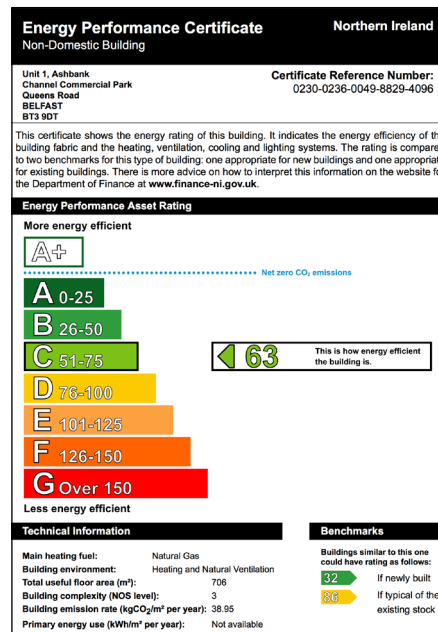 Energy Performance Certificate
Northern Ireland
Non-Domestic Building
Unit 1, Ashbank
Channel Commercial Park
Queens Road
BELFAST
BT3 9DT
Certificate Reference Number:
0230-0236-0049-8829-4096
This certificate shows the energy rating of this building. It indicates the energy efficiency of th
building fabric and the heating, ventilation, cooling and lighting systems. The rating is compare
to two benchmarks for this type of building: one appropriate for new buildings and one appropriat
for existing buildings. There is more advice on how to interpret this information on the website fo
the Department of Finance at www.finance-ni.gov.uk.
Energy Performance Asset Rating
More energy efficient
A+
Net zero CO₂ emissions
A 0-25
B 26-50
C 51-75
63
This is how energy efficient
the building is.
D 76-100
E 101-125
F 126-150
G Over 150
Less energy efficient
Technical Information
Main heating fuel: Natural Gas
Building environment: Heating and Natural Ventilation
Total useful floor area (m²): 706
Building complexity (NOS level): 3
Building emission rate (kgCO₂/m² per year): 38.95
Primary energy use (kWh/m² per year): Not available
Benchmarks
Buildings similar to this one
could have rating as follows:
32 If newly built
86 If typical of the
existing stock